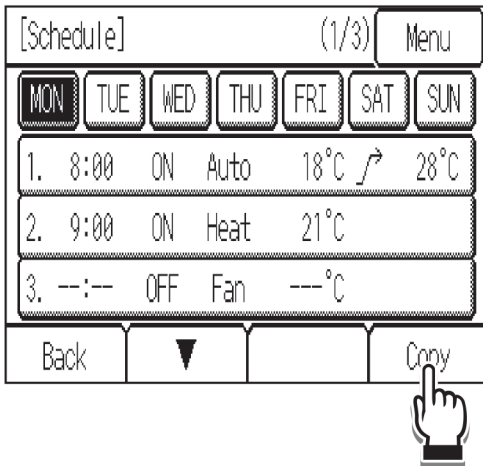 [Schedule] (1/3) Menu
MON TUE WED THU FRI SAT SUN
1. 8:00 ON Auto 18°C 28°C
2. 9:00 ON Heat 21°C
3. --:-- OFF Fan ---°C
Back ▼ Copy